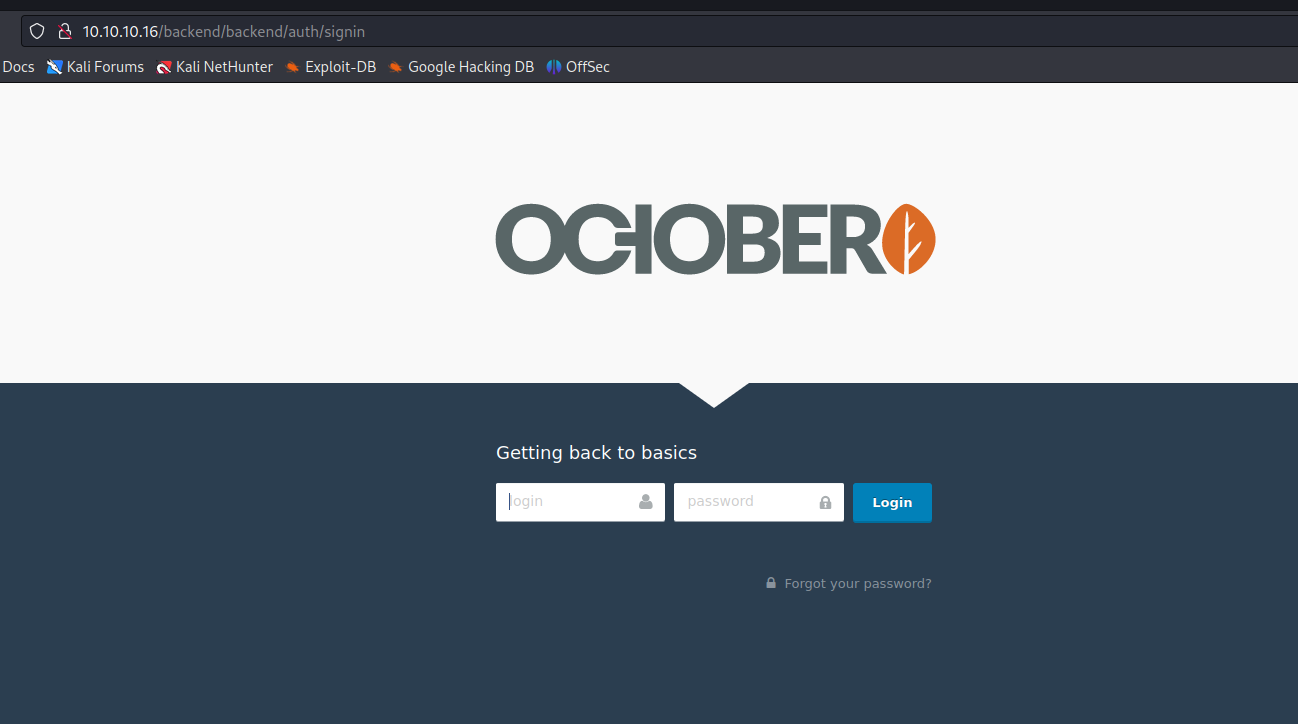 10.10.10.16/backend/backend/auth/signin
Docs Kali Forums Kali NetHunter Exploit-DB Google Hacking DB OffSec
OCTOBER
Getting back to basics
login password Login
Forgot your password?